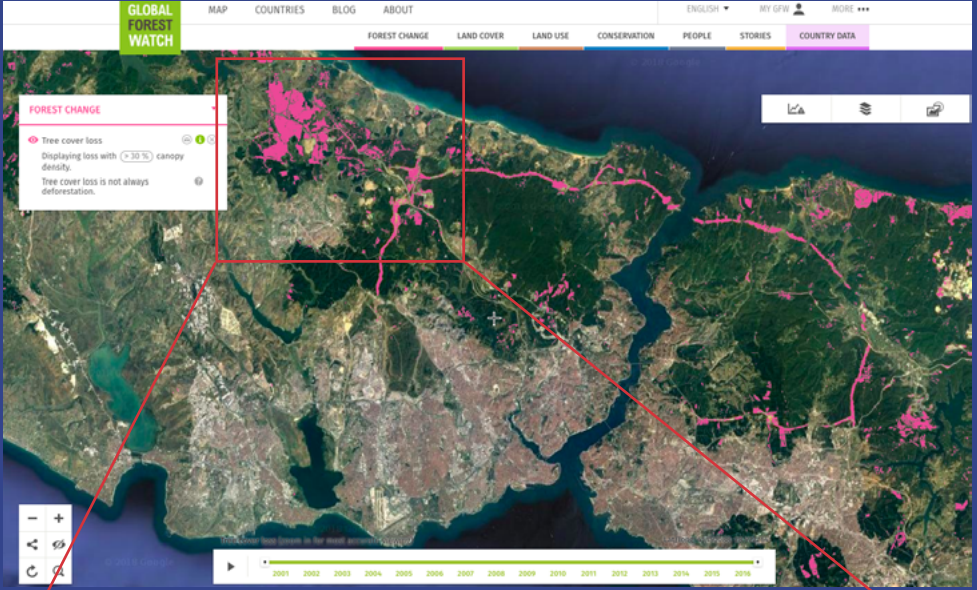 GLOBAL
FOREST
WATCH
MAP COUNTRIES BLOG ABOUT
ENGLISH MY GFW MORE
FOREST CHANGE LAND COVER LAND USE CONSERVATION PEOPLE STORIES COUNTRY DATA
FOREST CHANGE
Tree cover loss
Displaying loss with > 30 % canopy
density.
Tree cover loss is not always
deforestation.
2001 2002 2003 2004 2005 2006 2007 2008 2009 2010 2011 2012 2013 2014 2015 2016